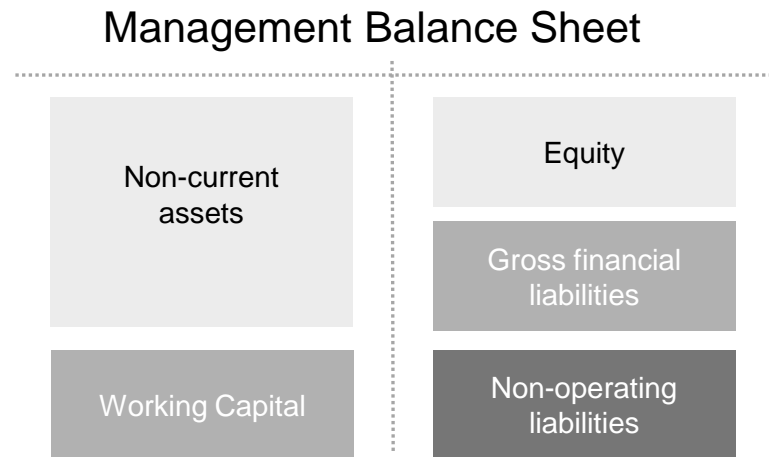 Management Balance Sheet
Non-current
assets
Working Capital
Equity
Gross financial
liabilities
Non-operating
liabilities